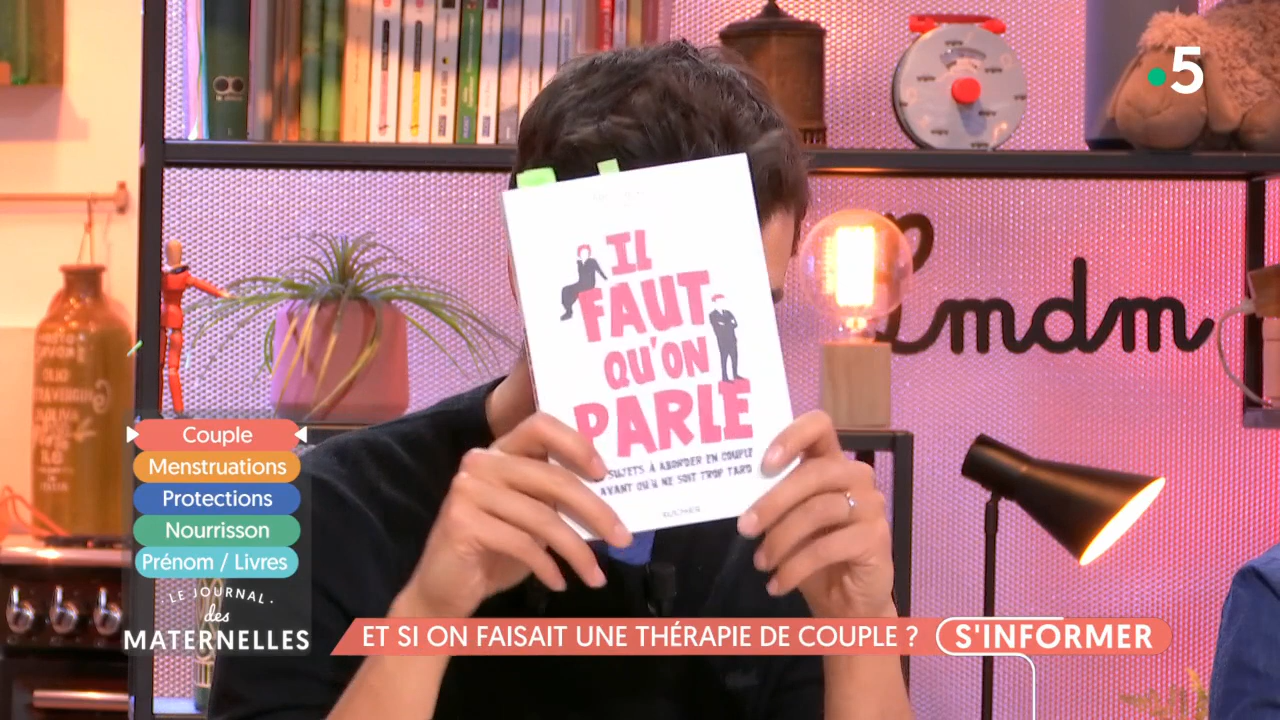 5
IL
FAUT
QU'ON
PARLE
SUJETS À ABORDER EN COUPLE
AVANT QU'IL NE SOIT TROP TARD
lmdm
Couple
Menstruations
Protections
Nourrisson
Prénom / Livres
LE JOURNAL
des
MATERNELLES
ET SI ON FAISAIT UNE THÉRAPIE DE COUPLE ?
S'INFORMER